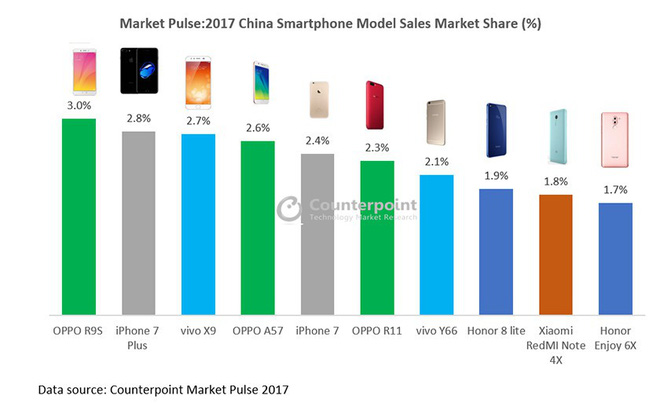 Market Pulse:2017 China Smartphone Model Sales Market Share (%)
3.0%
2.8%
2.7%
2.6%
2.4%
2.3%
2.1%
1.9%
1.8%
1.7%
Counterpoint
Technology Market Research
OPPO R9S
iPhone 7
Plus
vivo X9
OPPO A57
iPhone 7
OPPO R11
vivo Y66
Honor 8 lite
Xiaomi
RedMI Note
4X
Honor
Enjoy 6X
Data source: Counterpoint Market Pulse 2017